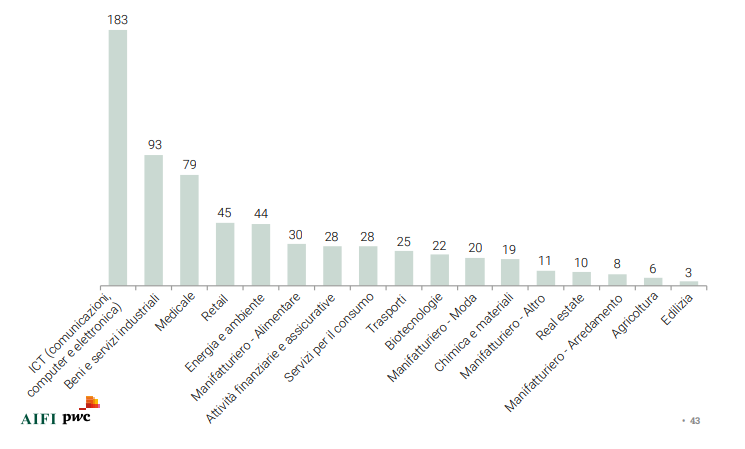 183
93
79
45
44
30
28
28
25
22
20
19
11
10
8
6
3
ICT (comunicazioni,
computer e elettronica)
Beni e servizi industriali
Medicale
Retail
Energia e ambiente
Manifatturiero - Alimentare
Attività finanziarie e assicurative
Servizi per il consumo
Trasporti
Biotecnologie
Manifatturiero - Moda
Chimica e materiali
Manifatturiero - Altro
Real estate
Manifatturiero - Arredamento
Agricoltura
Edilizia
AIFI pwc
• 43